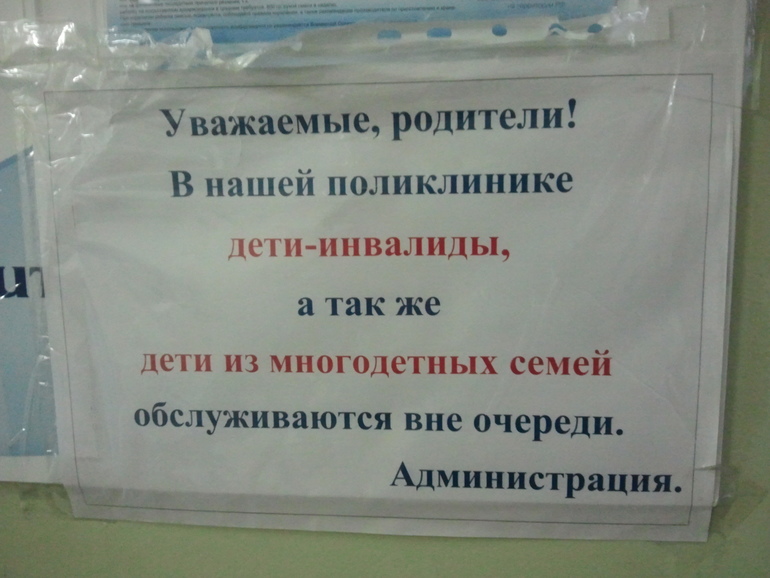 Уважаемые, родители!
В нашей поликлинике
дети-инвалиды,
а так же
дети из многодетных семей
обслуживаются вне очереди.
Администрация.